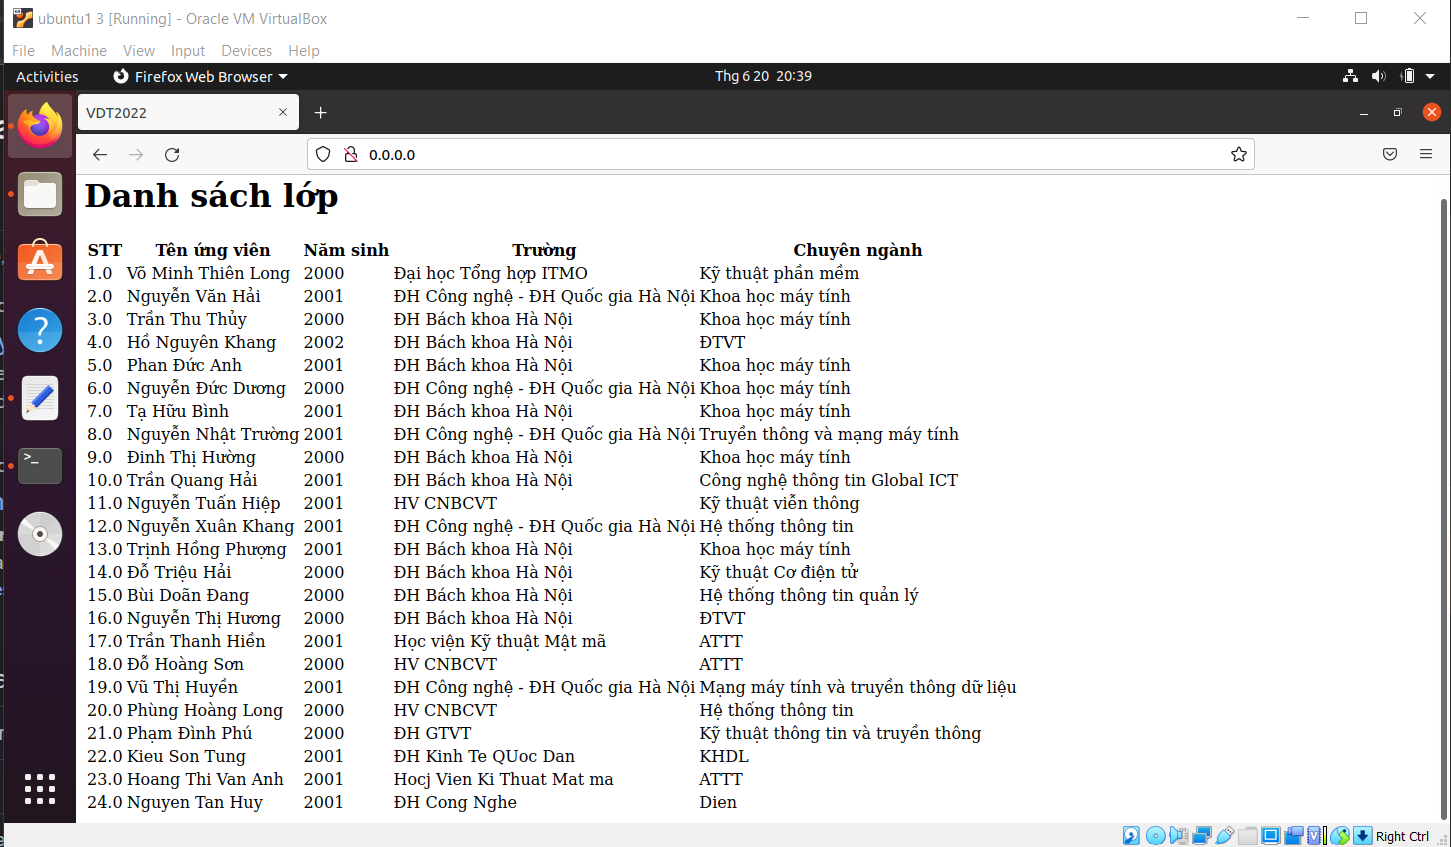 ubuntu1 3 [Running] - Oracle VM VirtualBox
File Machine View Input Devices Help
Activities Firefox Web Browser Thg 6 20 20:39
VDT2022
0.0.0.0
Danh sách lớp
STT Tên ứng viên Năm sinh Trường Chuyên ngành
1.0 Võ Minh Thiên Long 2000 Đại học Tổng hợp ITMO Kỹ thuật phần mềm
2.0 Nguyễn Văn Hải 2001 ĐH Công nghệ - ĐH Quốc gia Hà Nội Khoa học máy tính
3.0 Trần Thu Thủy 2000 ĐH Bách khoa Hà Nội Khoa học máy tính
4.0 Hồ Nguyên Khang 2002 ĐH Bách khoa Hà Nội ĐTVT
5.0 Phan Đức Anh 2001 ĐH Bách khoa Hà Nội Khoa học máy tính
6.0 Nguyễn Đức Dương 2000 ĐH Công nghệ - ĐH Quốc gia Hà Nội Khoa học máy tính
7.0 Tạ Hữu Bình 2001 ĐH Bách khoa Hà Nội Khoa học máy tính
8.0 Nguyễn Nhật Trường 2001 ĐH Công nghệ - ĐH Quốc gia Hà Nội Truyền thông và mạng máy tính
9.0 Đinh Thị Hường 2000 ĐH Bách khoa Hà Nội Khoa học máy tính
10.0 Trần Quang Hải 2001 ĐH Bách khoa Hà Nội Công nghệ thông tin Global ICT
11.0 Nguyễn Tuấn Hiệp 2001 HV CNBCVT Kỹ thuật viễn thông
12.0 Nguyễn Xuân Khang 2001 ĐH Công nghệ - ĐH Quốc gia Hà Nội Hệ thống thông tin
13.0 Trịnh Hồng Phượng 2001 ĐH Bách khoa Hà Nội Khoa học máy tính
14.0 Đỗ Triệu Hải 2000 ĐH Bách khoa Hà Nội Kỹ thuật Cơ điện tử
15.0 Bùi Doãn Đang 2000 ĐH Bách khoa Hà Nội Hệ thống thông tin quản lý
16.0 Nguyễn Thị Hương 2000 ĐH Bách khoa Hà Nội ĐTVT
17.0 Trần Thanh Hiền 2001 Học viện Kỹ thuật Mật mã ATTT
18.0 Đỗ Hoàng Sơn 2000 HV CNBCVT ATTT
19.0 Vũ Thị Huyền 2001 ĐH Công nghệ - ĐH Quốc gia Hà Nội Mạng máy tính và truyền thông dữ liệu
20.0 Phùng Hoàng Long 2000 HV CNBCVT Hệ thống thông tin
21.0 Phạm Đình Phú 2000 ĐH GTVT Kỹ thuật thông tin và truyền thông
22.0 Kieu Son Tung 2001 ĐH Kinh Te QUoc Dan KHDL
23.0 Hoang Thi Van Anh 2001 Hocj Vien Ki Thuat Mat ma ATTT
24.0 Nguyen Tan Huy 2001 ĐH Cong Nghe Dien
Right Ctrl